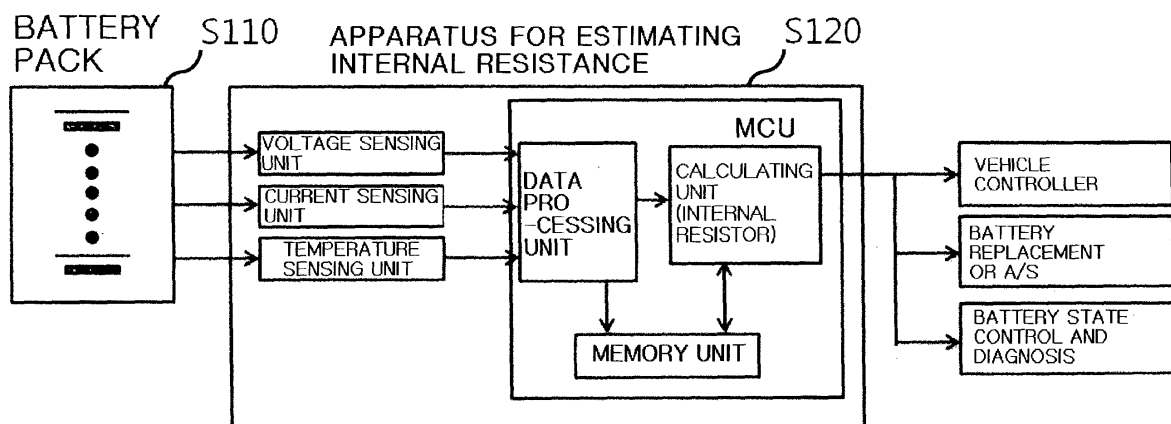 BATTERY
PACK
S110
APPARATUS FOR ESTIMATING
INTERNAL RESISTANCE
S120
VOLTAGE SENSING
UNIT
CURRENT SENSING
UNIT
TEMPERATURE
SENSING UNIT
MCU
DATA
PRO
-CESSING
UNIT
CALCULATING
UNIT
(INTERNAL
RESISTOR)
MEMORY UNIT
VEHICLE
CONTROLLER
BATTERY
REPLACEMENT
OR A/S
BATTERY STATE
CONTROL AND
DIAGNOSIS